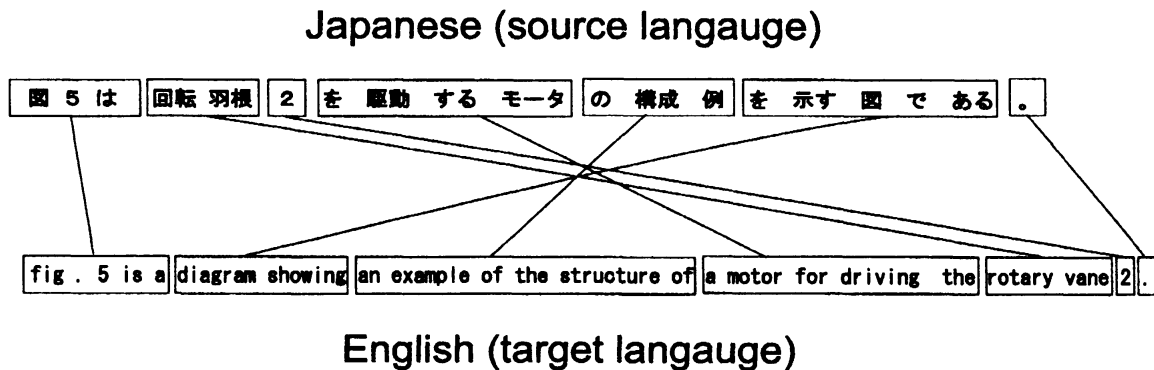 Japanese (source langauge)
図 5 は 回転 羽根 2 を 駆動 する モータ の 構成 例 を 示す 図 で ある 。
fig . 5 is a diagram showing an example of the structure of a motor for driving the rotary vane 2 .
English (target langauge)